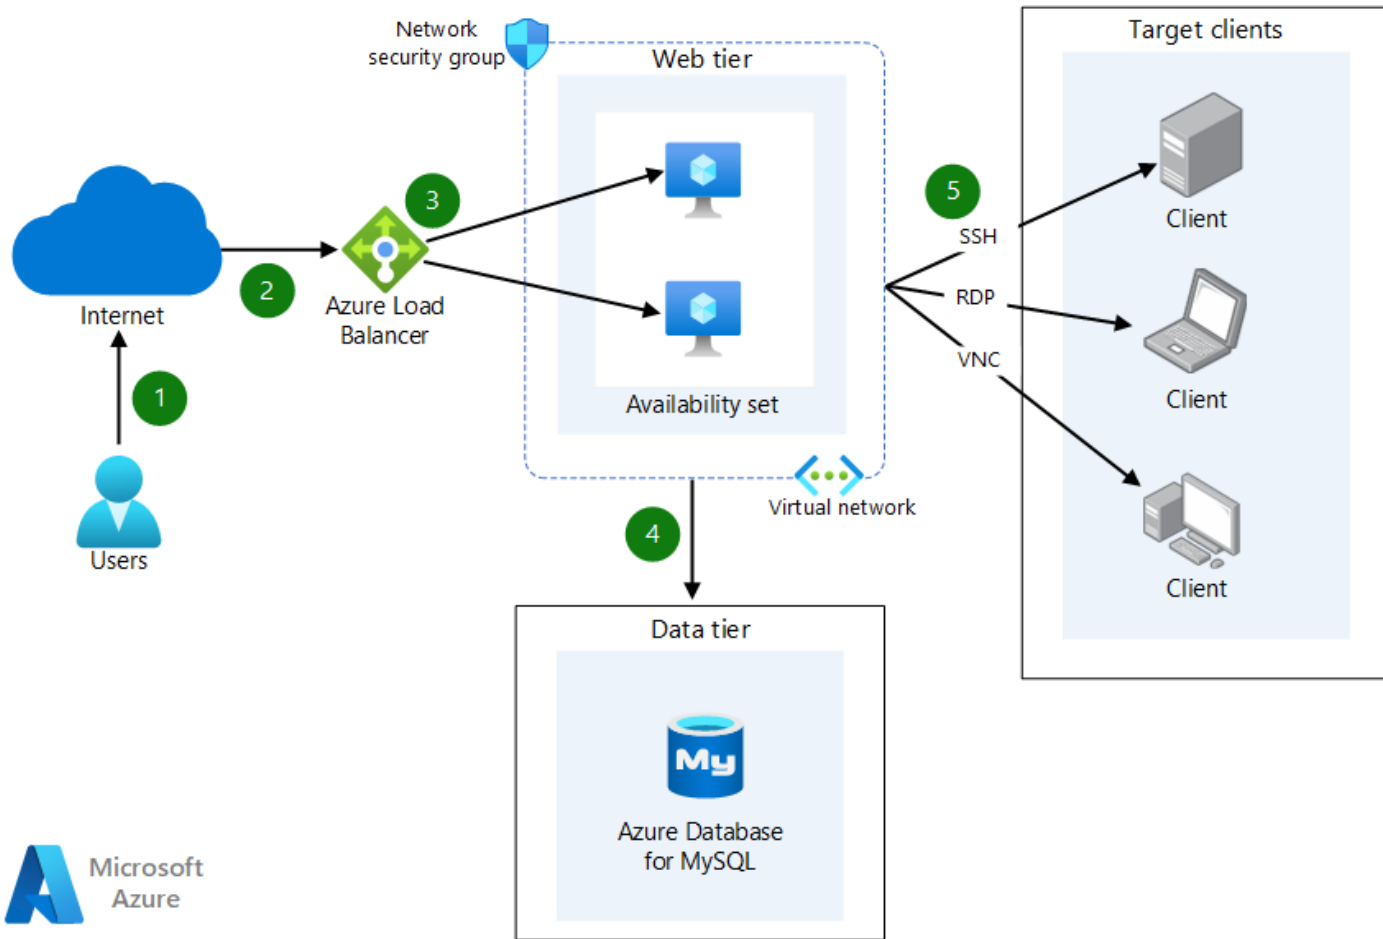 Network
security group
Web tier
Target clients
3
5
Client
SSH
Internet
2
Azure Load
Balancer
RDP
VNC
1
Availability set
Client
Users
4
Virtual network
Client
Data tier
My
Azure Database
for MySQL
Microsoft
Azure